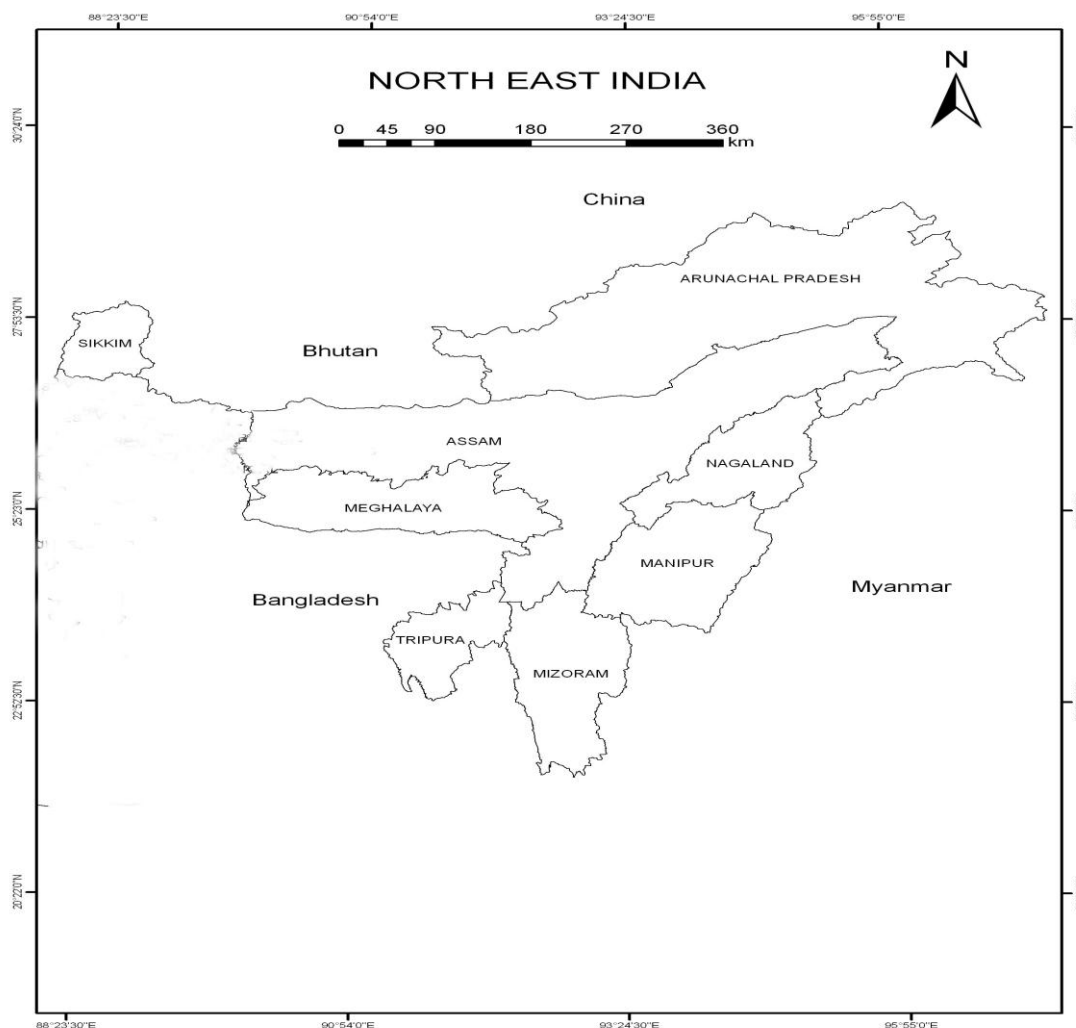 88°23'30"E 90°54'0"E 93°24'30"E 95°55'0"E
NORTH EAST INDIA
N
0 45 90 180 270 360
km
30°24'0"N
China
ARUNACHAL PRADESH
27°53'30"N
SIKKIM
Bhutan
ASSAM
NAGALAND
25°23'0"N
MEGHALAYA
MANIPUR
Myanmar
Bangladesh
TRIPURA
MIZORAM
22°52'30"N
20°22'0"N
88°23'30"E 90°54'0"E 93°24'30"E 95°55'0"E